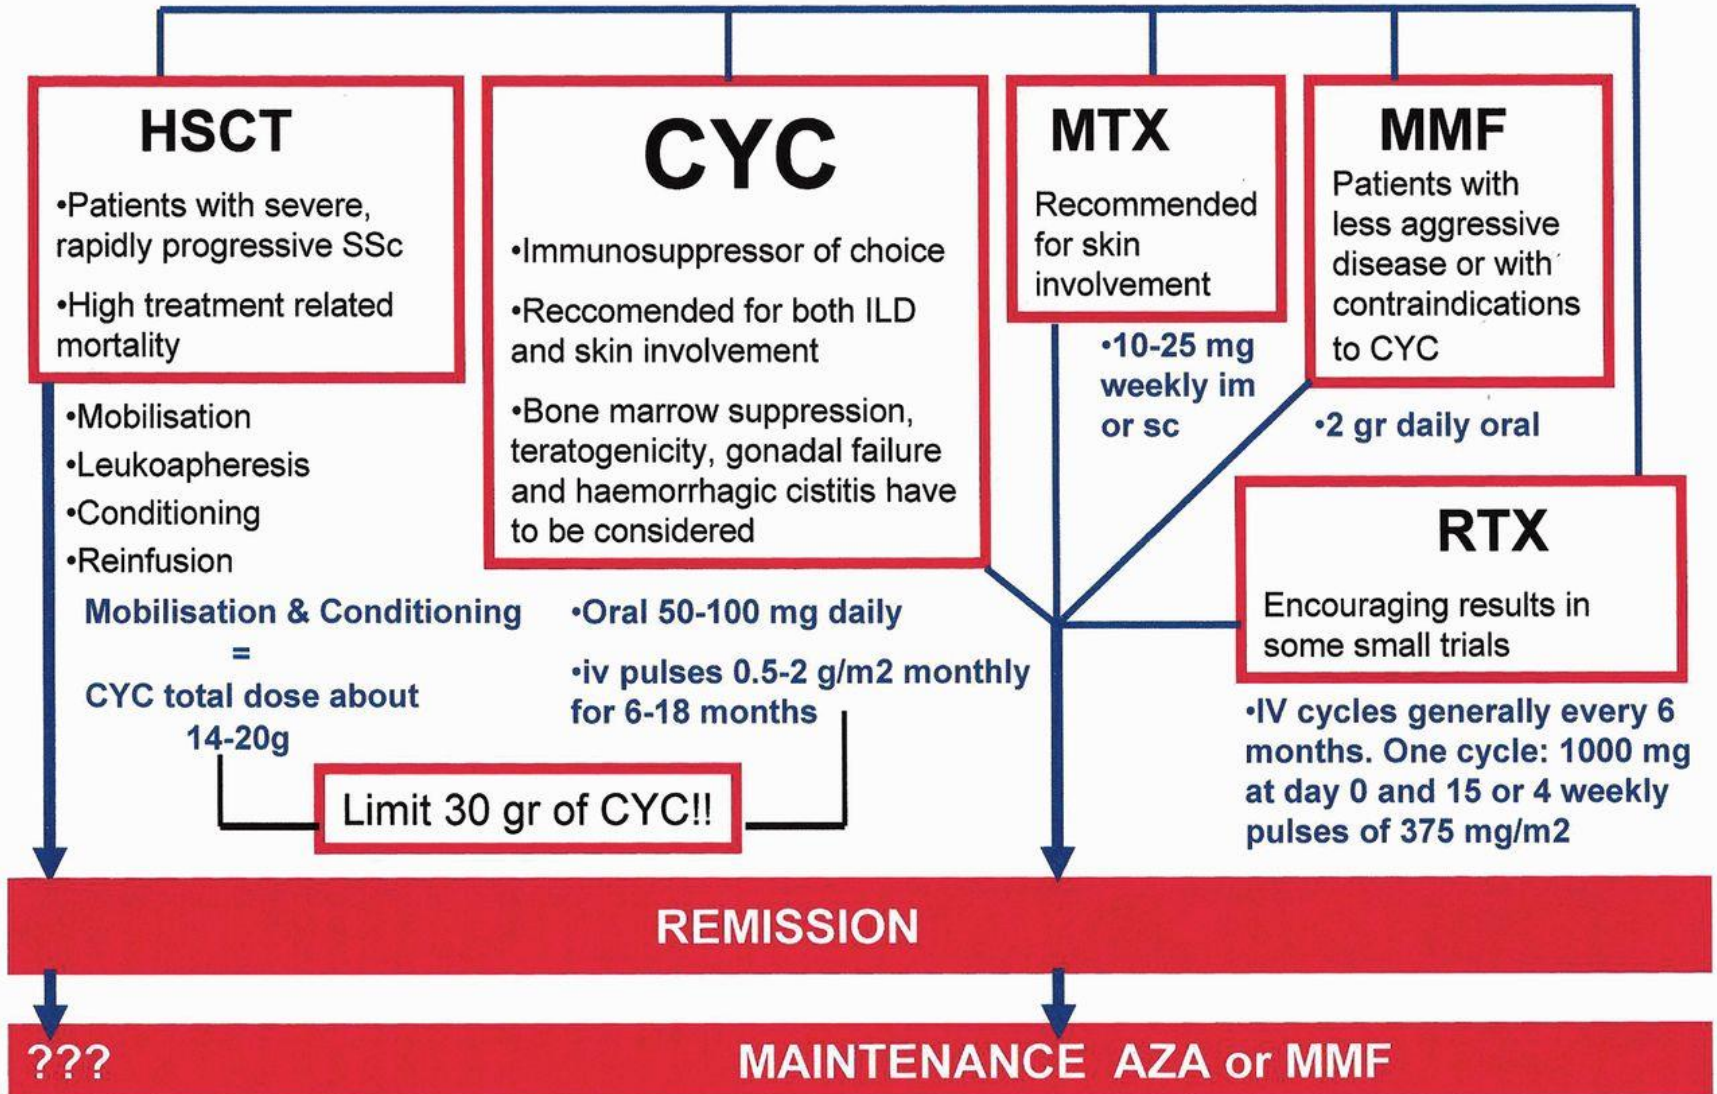 HSCT
•Patients with severe,
rapidly progressive SSc
•High treatment related
mortality
•Mobilisation
•Leukoapheresis
•Conditioning
•Reinfusion
Mobilisation & Conditioning
=
CYC total dose about
14-20g
CYC
•Immunosuppressor of choice
•Reccomended for both ILD
and skin involvement
•Bone marrow suppression,
teratogenicity, gonadal failure
and haemorrhagic cistitis have
to be considered
•Oral 50-100 mg daily
•iv pulses 0.5-2 g/m2 monthly
for 6-18 months
Limit 30 gr of CYC!!
MTX
Recommended
for skin
involvement
•10-25 mg
weekly im
or sc
MMF
Patients with
less aggressive
disease or with
contraindications
to CYC
•2 gr daily oral
RTX
Encouraging results in
some small trials
•IV cycles generally every 6
months. One cycle: 1000 mg
at day 0 and 15 or 4 weekly
pulses of 375 mg/m2
REMISSION
???
MAINTENANCE AZA or MMF